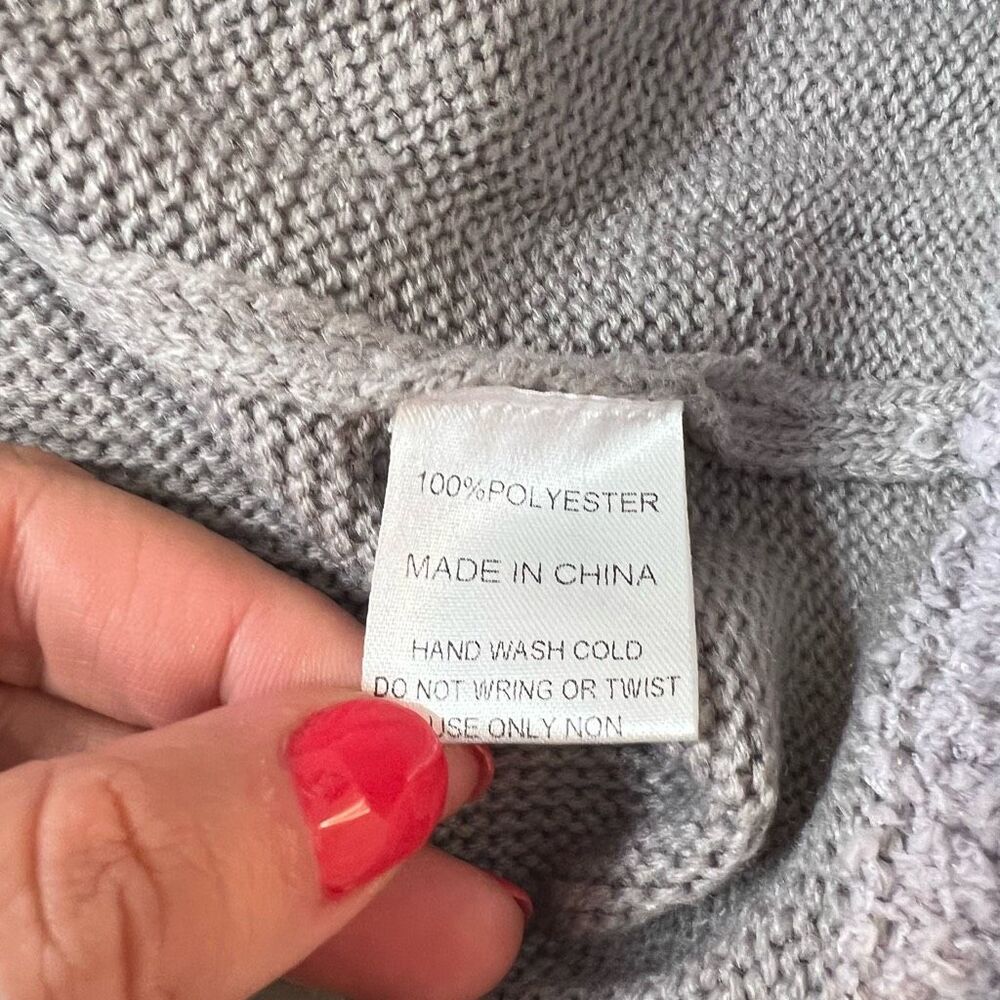 100%POLYESTER
MADE IN CHINA
HAND WASH COLD
DO NOT WRING OR TWIST
USE ONLY NON